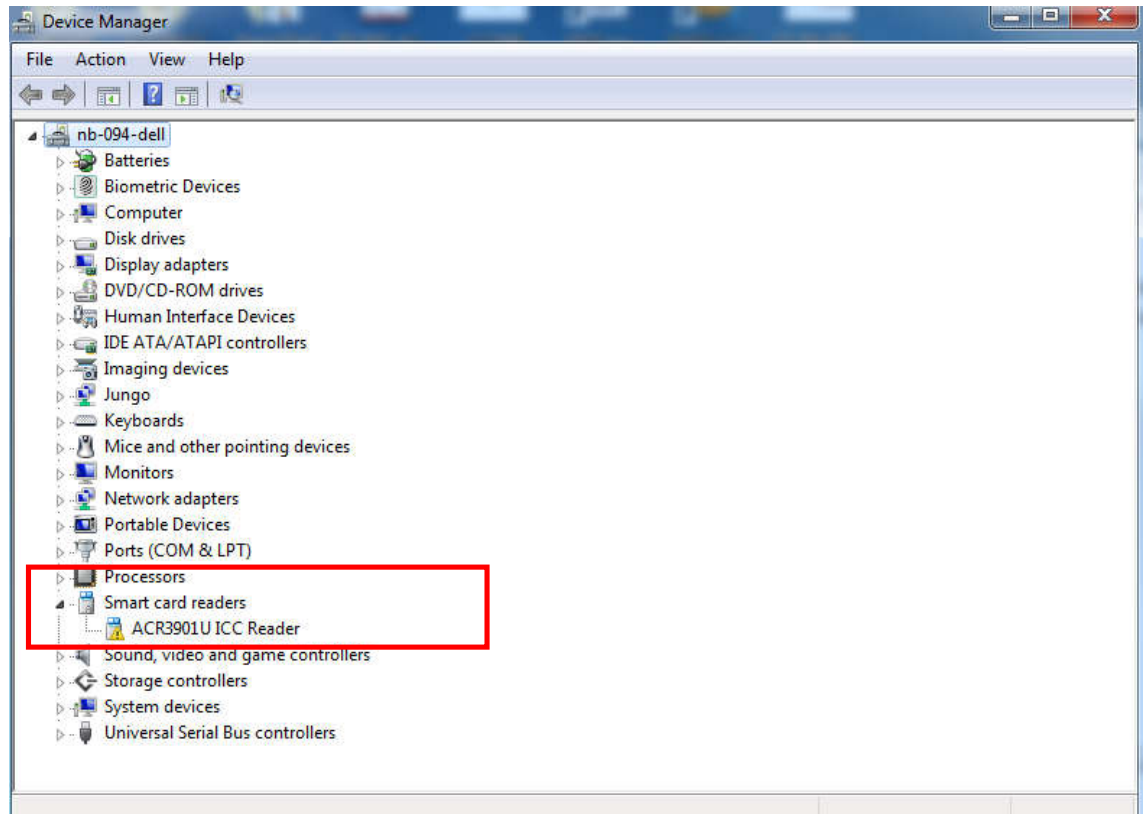 Device Manager
File Action View Help
nb-094-dell
Batteries
Biometric Devices
Computer
Disk drives
Display adapters
DVD/CD-ROM drives
Human Interface Devices
IDE ATA/ATAPI controllers
Imaging devices
Jungo
Keyboards
Mice and other pointing devices
Monitors
Network adapters
Portable Devices
Ports (COM & LPT)
Processors
Smart card readers
ACR3901U ICC Reader
Sound, video and game controllers
Storage controllers
System devices
Universal Serial Bus controllers